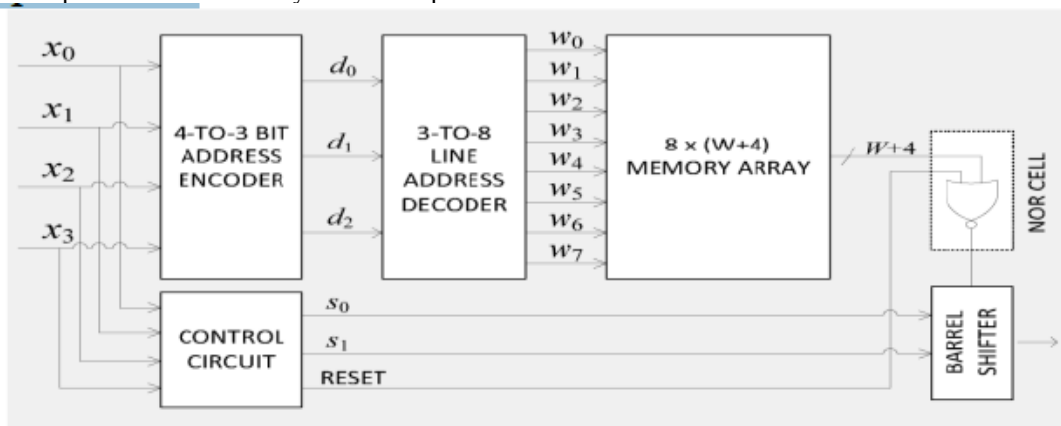 x0
x1
x2
x3
4-TO-3 BIT
ADDRESS
ENCODER
d0
d1
d2
3-TO-8
LINE
ADDRESS
DECODER
w0
w1
w2
w3
w4
w5
w6
w7
8 × (W+4)
MEMORY ARRAY
W+4
NOR CELL
CONTROL
CIRCUIT
s0
s1
RESET
BARREL
SHIFTER